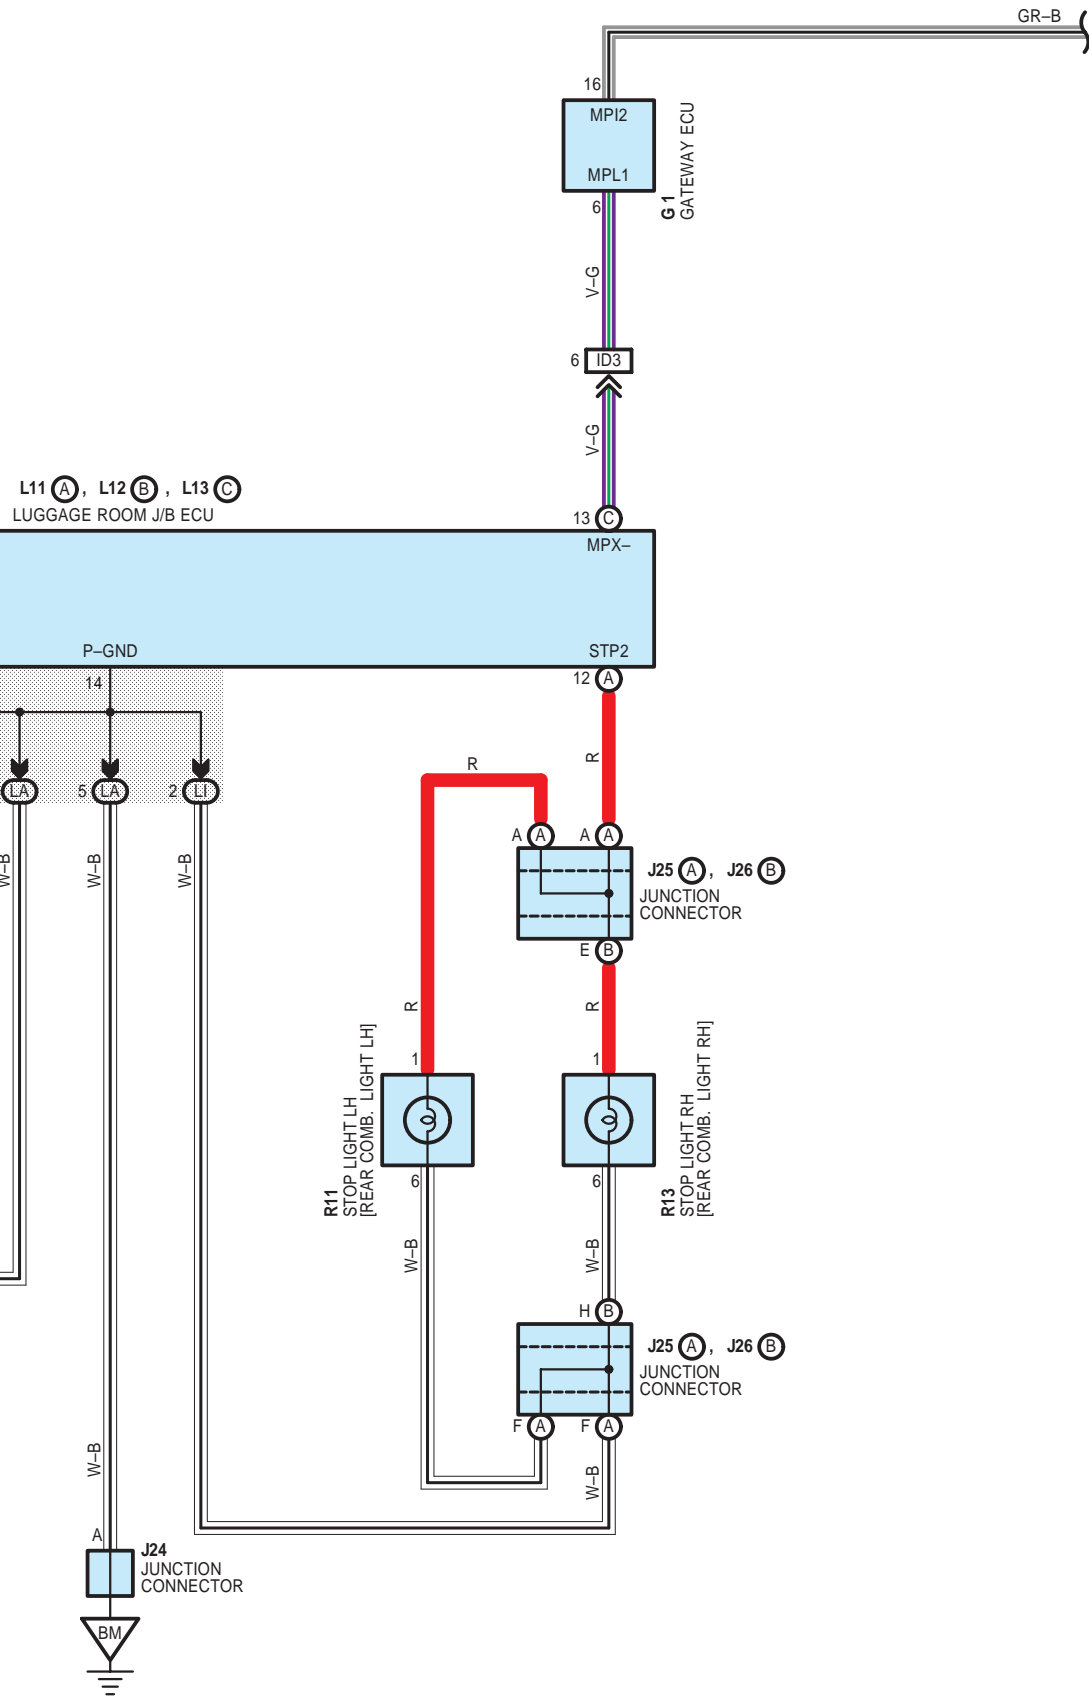 GR–B
16
MPI2
MPL1
G 1
GATEWAY ECU
6
V–G
6 ID3
V–G
L11 A , L12 B , L13 C
LUGGAGE ROOM J/B ECU
13 C
MPX–
P–GND
STP2
14
12 A
R
R
LA
5 LA
2 LI
W–B
W–B
W–B
A A
A A
J25 A , J26 B
JUNCTION
CONNECTOR
E B
R
R
1
1
R11
STOP LIGHT LH
[REAR COMB. LIGHT LH]
R13
STOP LIGHT RH
[REAR COMB. LIGHT RH]
6
6
W–B
W–B
H B
J25 A , J26 B
JUNCTION
CONNECTOR
F A
F A
W–B
W–B
A
J24
JUNCTION
CONNECTOR
BM